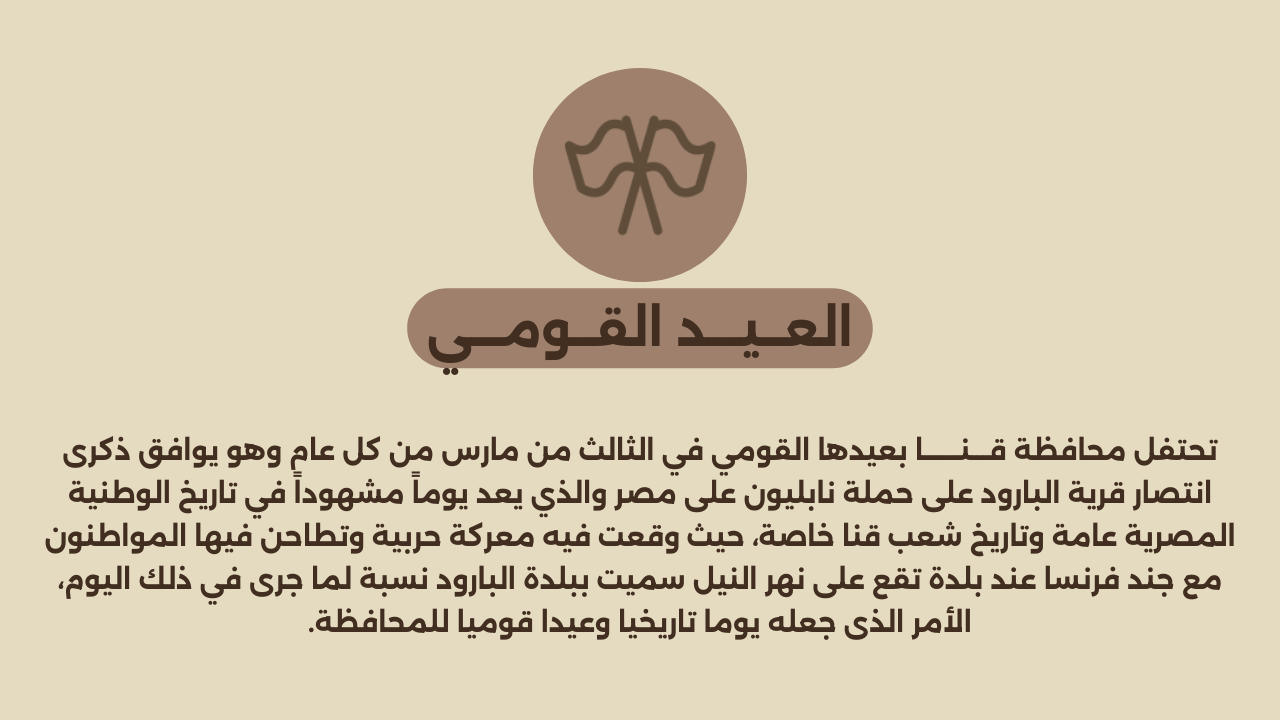 العـيـد القـومـي
تحتفل محافظة قـنـــا بعيدها القومي في الثالث من مارس من كل عام وهو يوافق ذكرى
انتصار قرية البارود على حملة نابليون على مصر والذي يعد يوماً مشهوداً في تاريخ الوطنية
المصرية عامة وتاريخ شعب قنا خاصة، حيث وقعت فيه معركة حربية وتطاحن فيها المواطنون
مع جند فرنسا عند بلدة تقع على نهر النيل سميت ببلدة البارود نسبة لما جرى في ذلك اليوم،
الأمر الذى جعله يوما تاريخيا وعيدا قوميا للمحافظة.